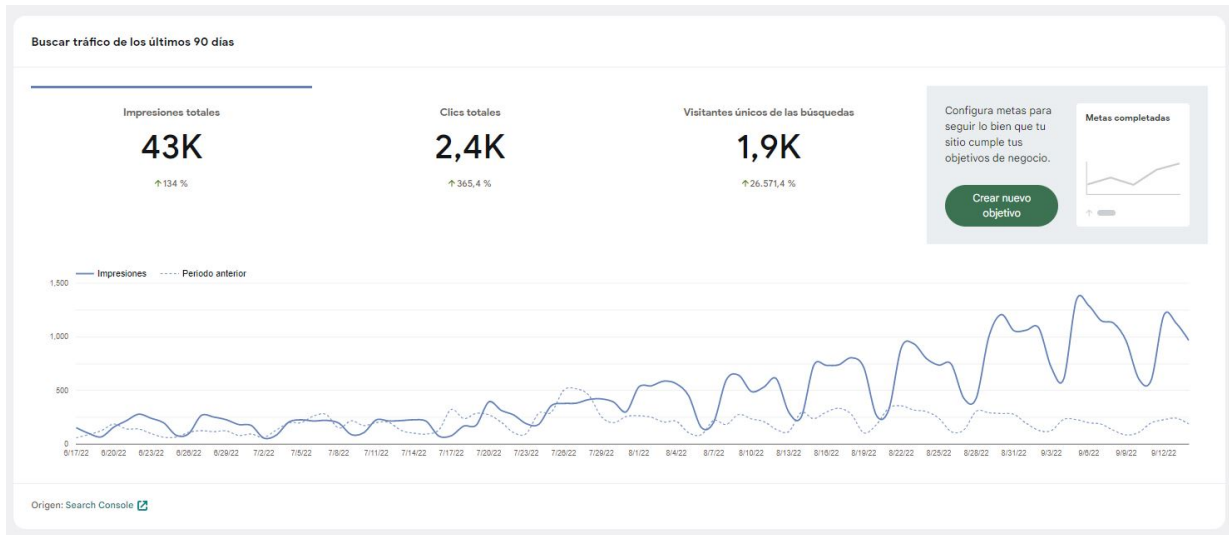 Buscar tráfico de los últimos 90 días
Impresiones totales
43K
↑134 %
Clics totales
2,4K
↑365,4 %
Visitantes únicos de las búsquedas
1,9K
↑26.571,4 %
Configura metas para
seguir lo bien que tu
sitio cumple tus
objetivos de negocio.
Crear nuevo
objetivo
Metas completadas
Impresiones Periodo anterior
1,500
1,000
500
0
6/17/22 6/20/22 6/23/22 6/26/22 6/29/22 7/2/22 7/5/22 7/8/22 7/11/22 7/14/22 7/17/22 7/20/22 7/23/22 7/26/22 7/29/22 8/1/22 8/4/22 8/7/22 8/10/22 8/13/22 8/16/22 8/19/22 8/22/22 8/25/22 8/28/22 8/31/22 9/3/22 9/6/22 9/9/22 9/12/22
Origen: Search Console